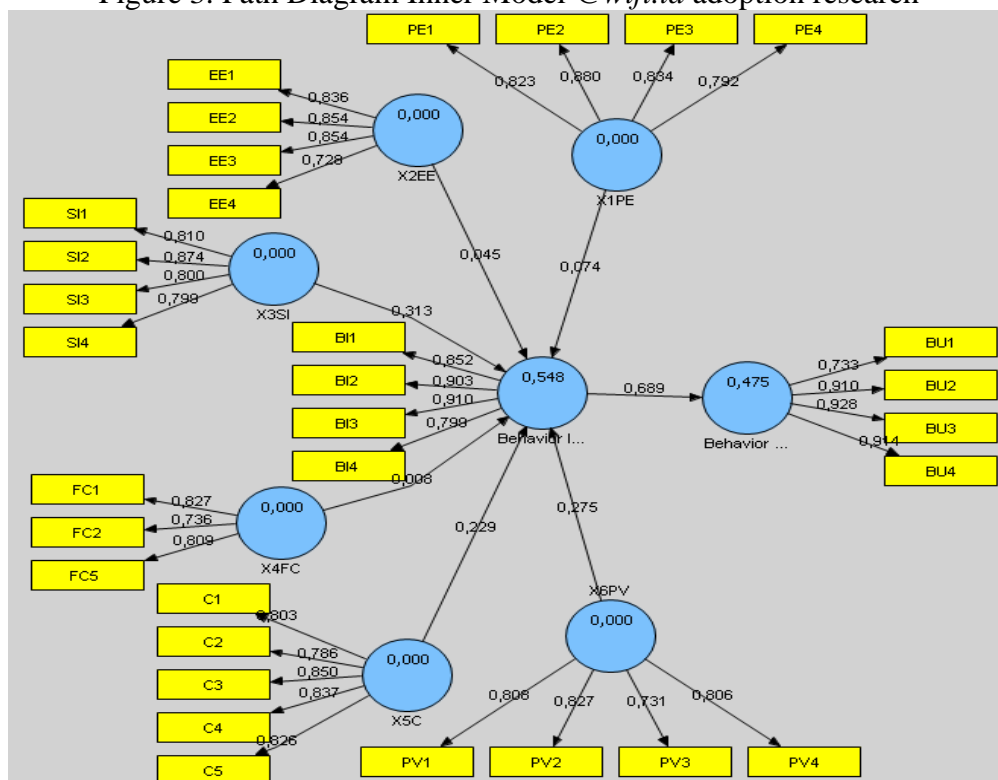 Figure 3. Path Diagram Inner Model @wifi.id adoption research
PE1
PE2
PE3
PE4
0,823
0,880
0,834
0,792
0,000
X1PE
EE1
EE2
EE3
EE4
0,836
0,854
0,854
0,728
0,000
X2EE
SI1
SI2
SI3
SI4
0,810
0,874
0,800
0,799
0,000
X3SI
0,045
0,074
0,313
BI1
BI2
BI3
BI4
0,852
0,903
0,910
0,799
0,548
Behavior I...
0,689
0,475
Behavior ...
0,733
0,910
0,928
0,914
BU1
BU2
BU3
BU4
FC1
FC2
FC5
0,827
0,736
0,809
0,000
X4FC
0,008
0,229
0,275
C1
C2
C3
C4
C5
0,803
0,786
0,850
0,837
0,826
0,000
X5C
X6PV
0,000
0,808
0,827
0,731
0,806
PV1
PV2
PV3
PV4